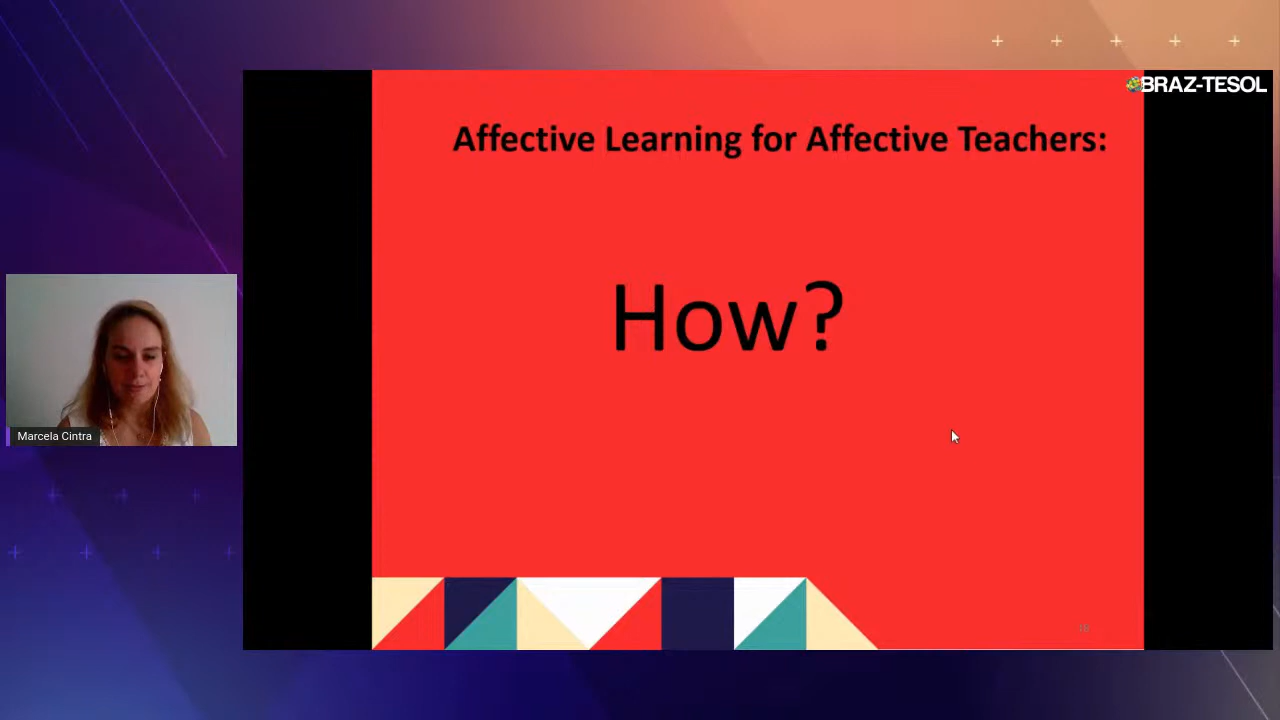 BRAZ-TESOL
Affective Learning for Affective Teachers:
How?
Marcela Cintra